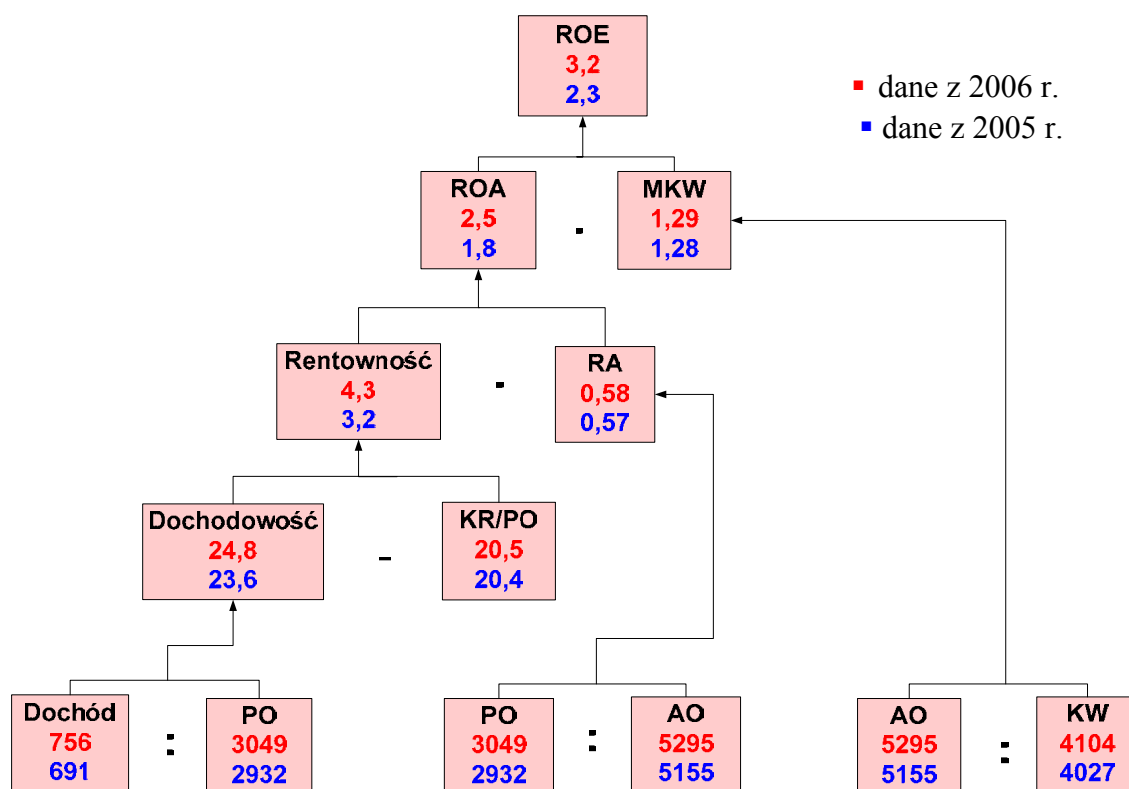 ROE
3,2
2,3
▪ dane z 2006 r.
▪ dane z 2005 r.
ROA
2,5
1,8
·
MKW
1,29
1,28
Rentowność
4,3
3,2
·
RA
0,58
0,57
Dochodowość
24,8
23,6
-
KR/PO
20,5
20,4
Dochód
756
691
:
PO
3049
2932
PO
3049
2932
:
AO
5295
5155
AO
5295
5155
:
KW
4104
4027